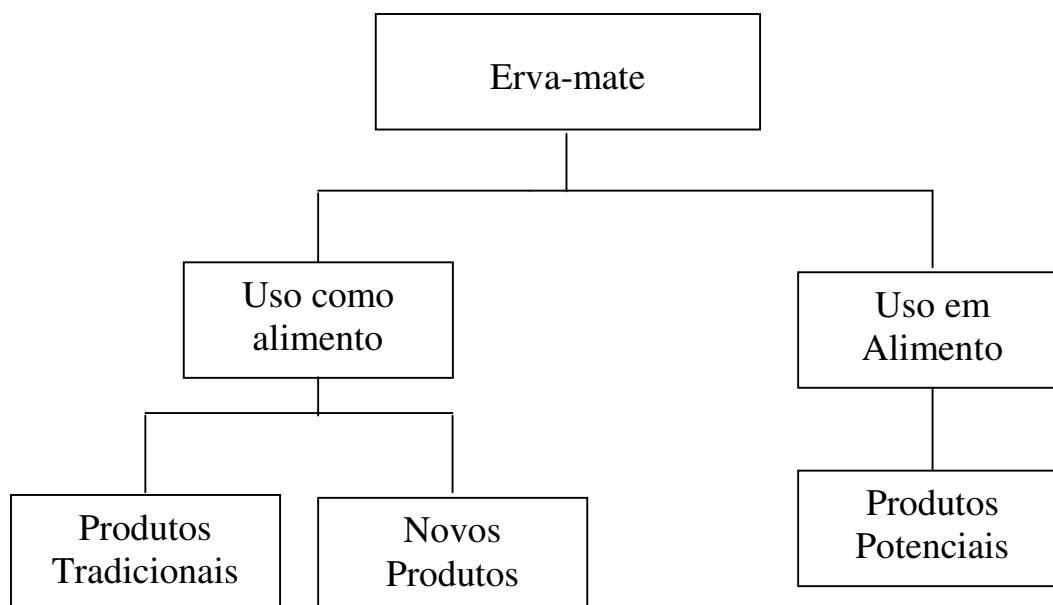 Erva-mate
Uso como
alimento
Uso em
Alimento
Produtos
Tradicionais
Novos
Produtos
Produtos
Potenciais